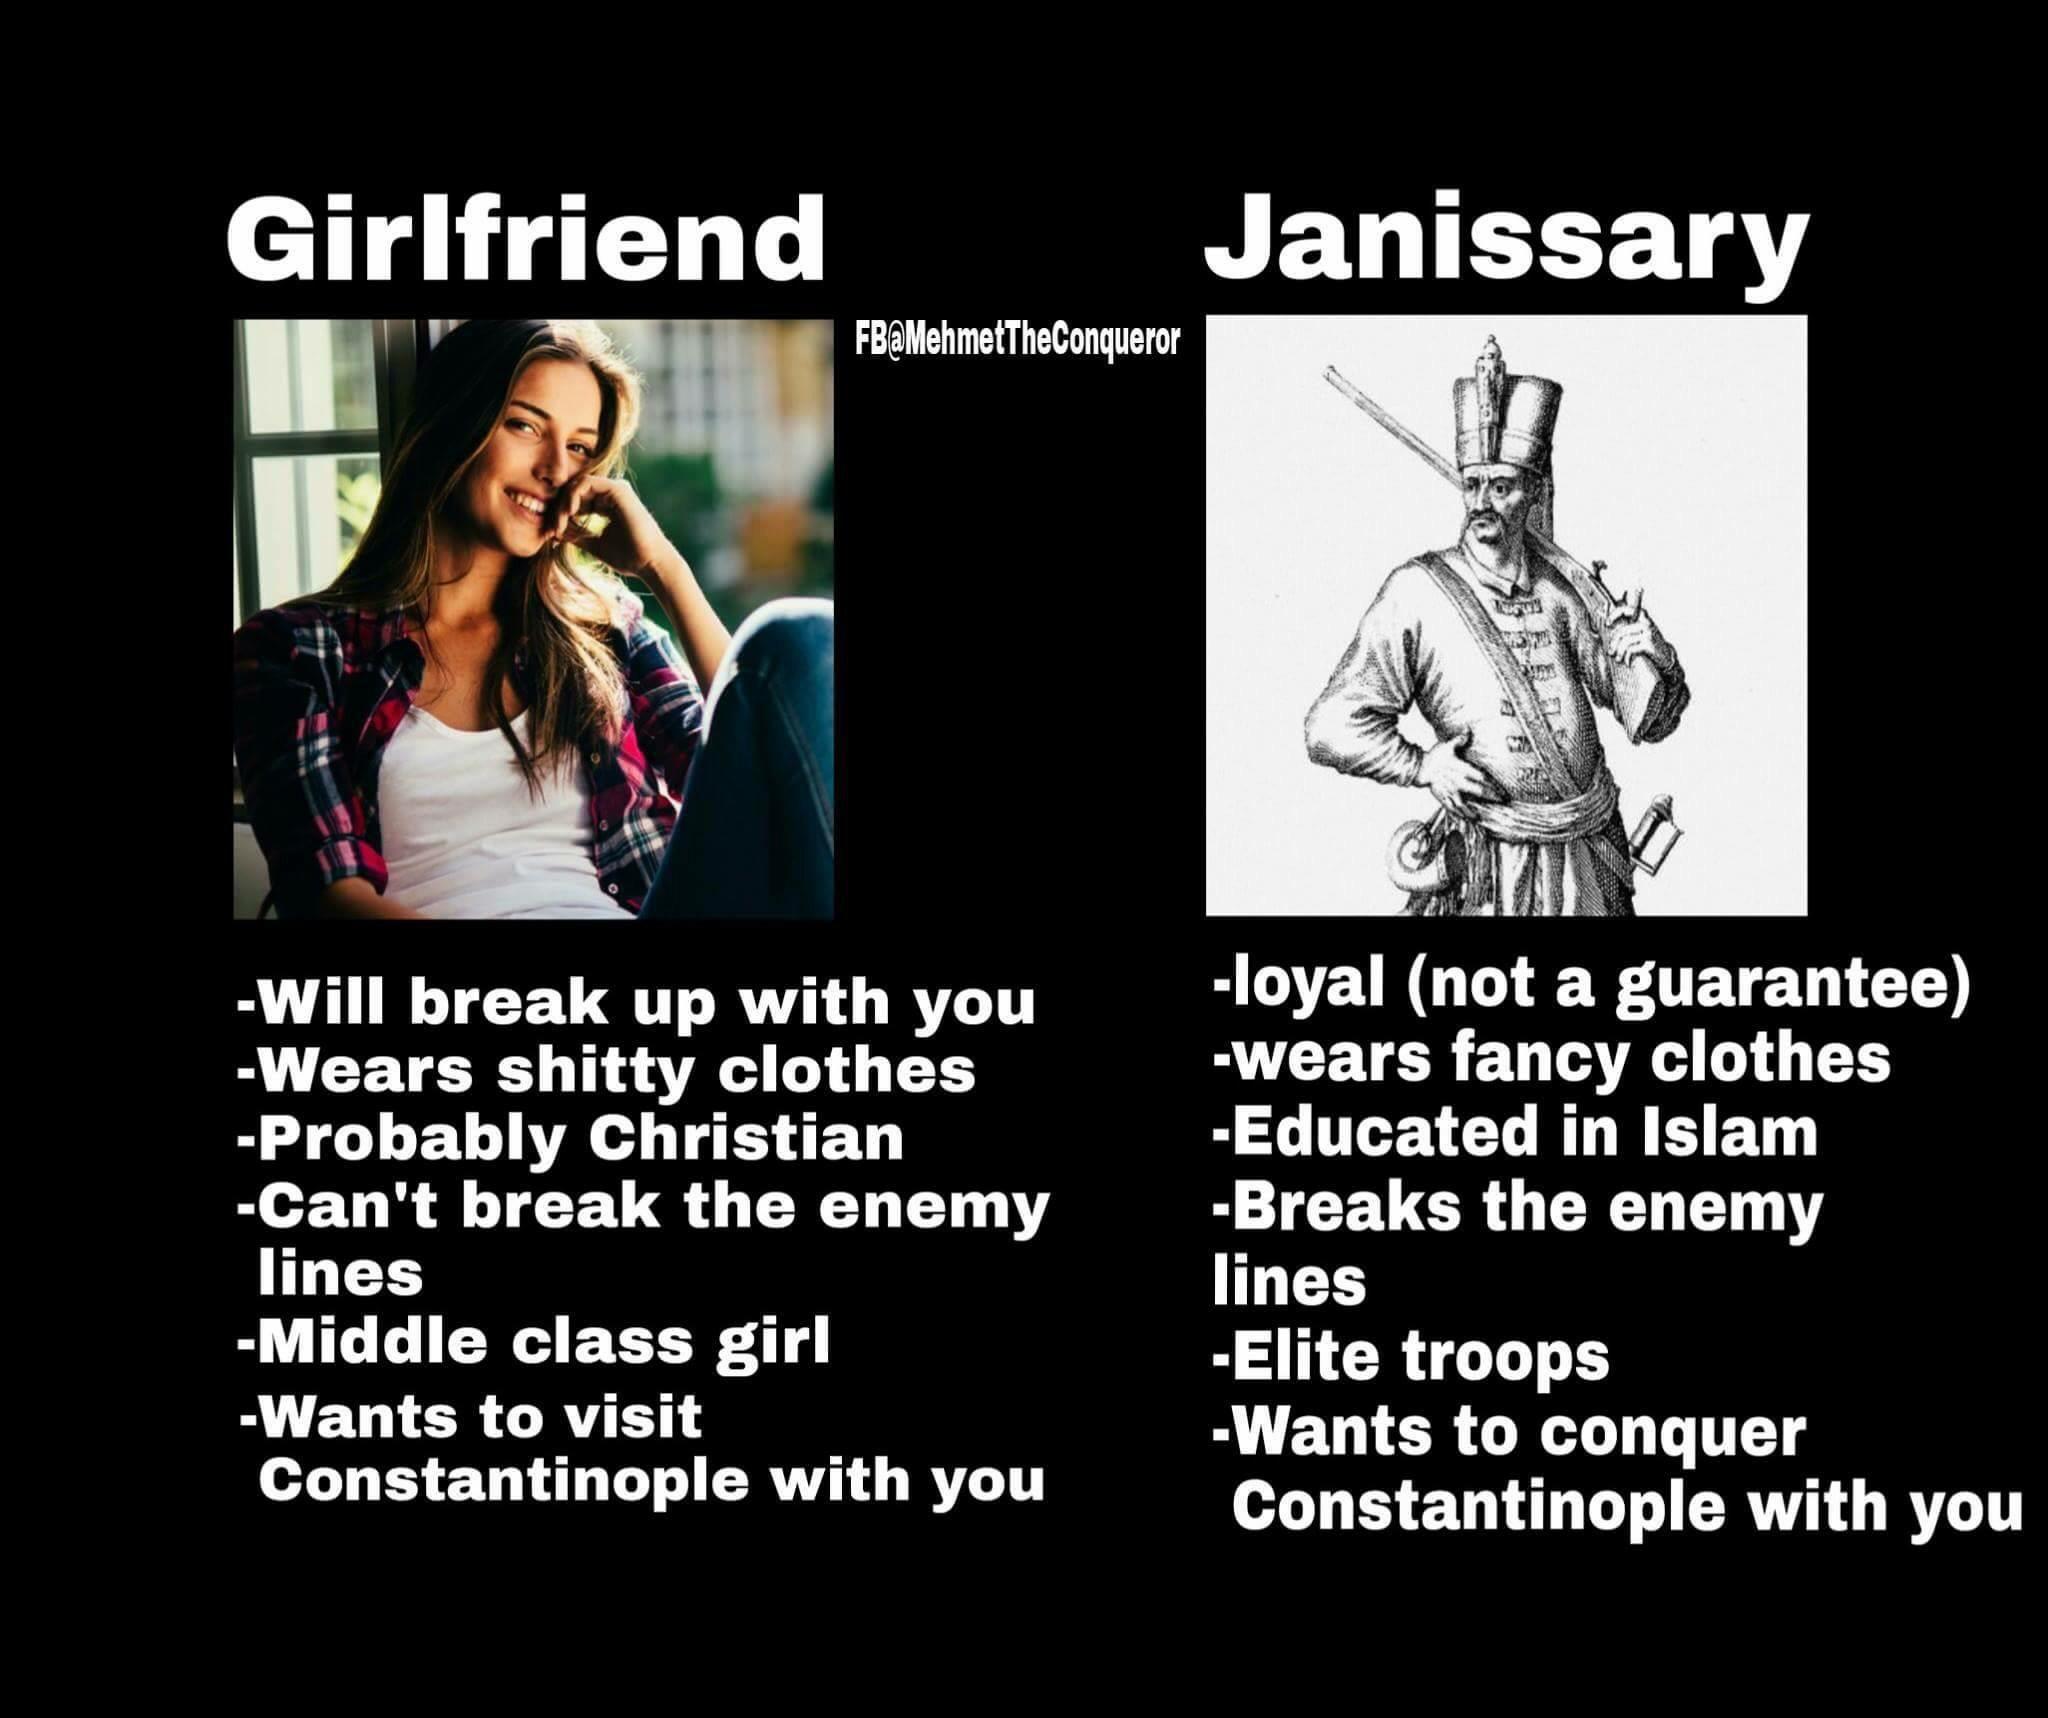 Girlfriend
Janissary
FB@MehmetTheConqueror
-Will break up with you
-Wears shitty clothes
-Probably Christian
-Can't break the enemy
lines
-Middle class girl
-Wants to visit
Constantinople with you
-loyal (not a guarantee)
-wears fancy clothes
-Educated in Islam
-Breaks the enemy
lines
-Elite troops
-Wants to conquer
Constantinople with you